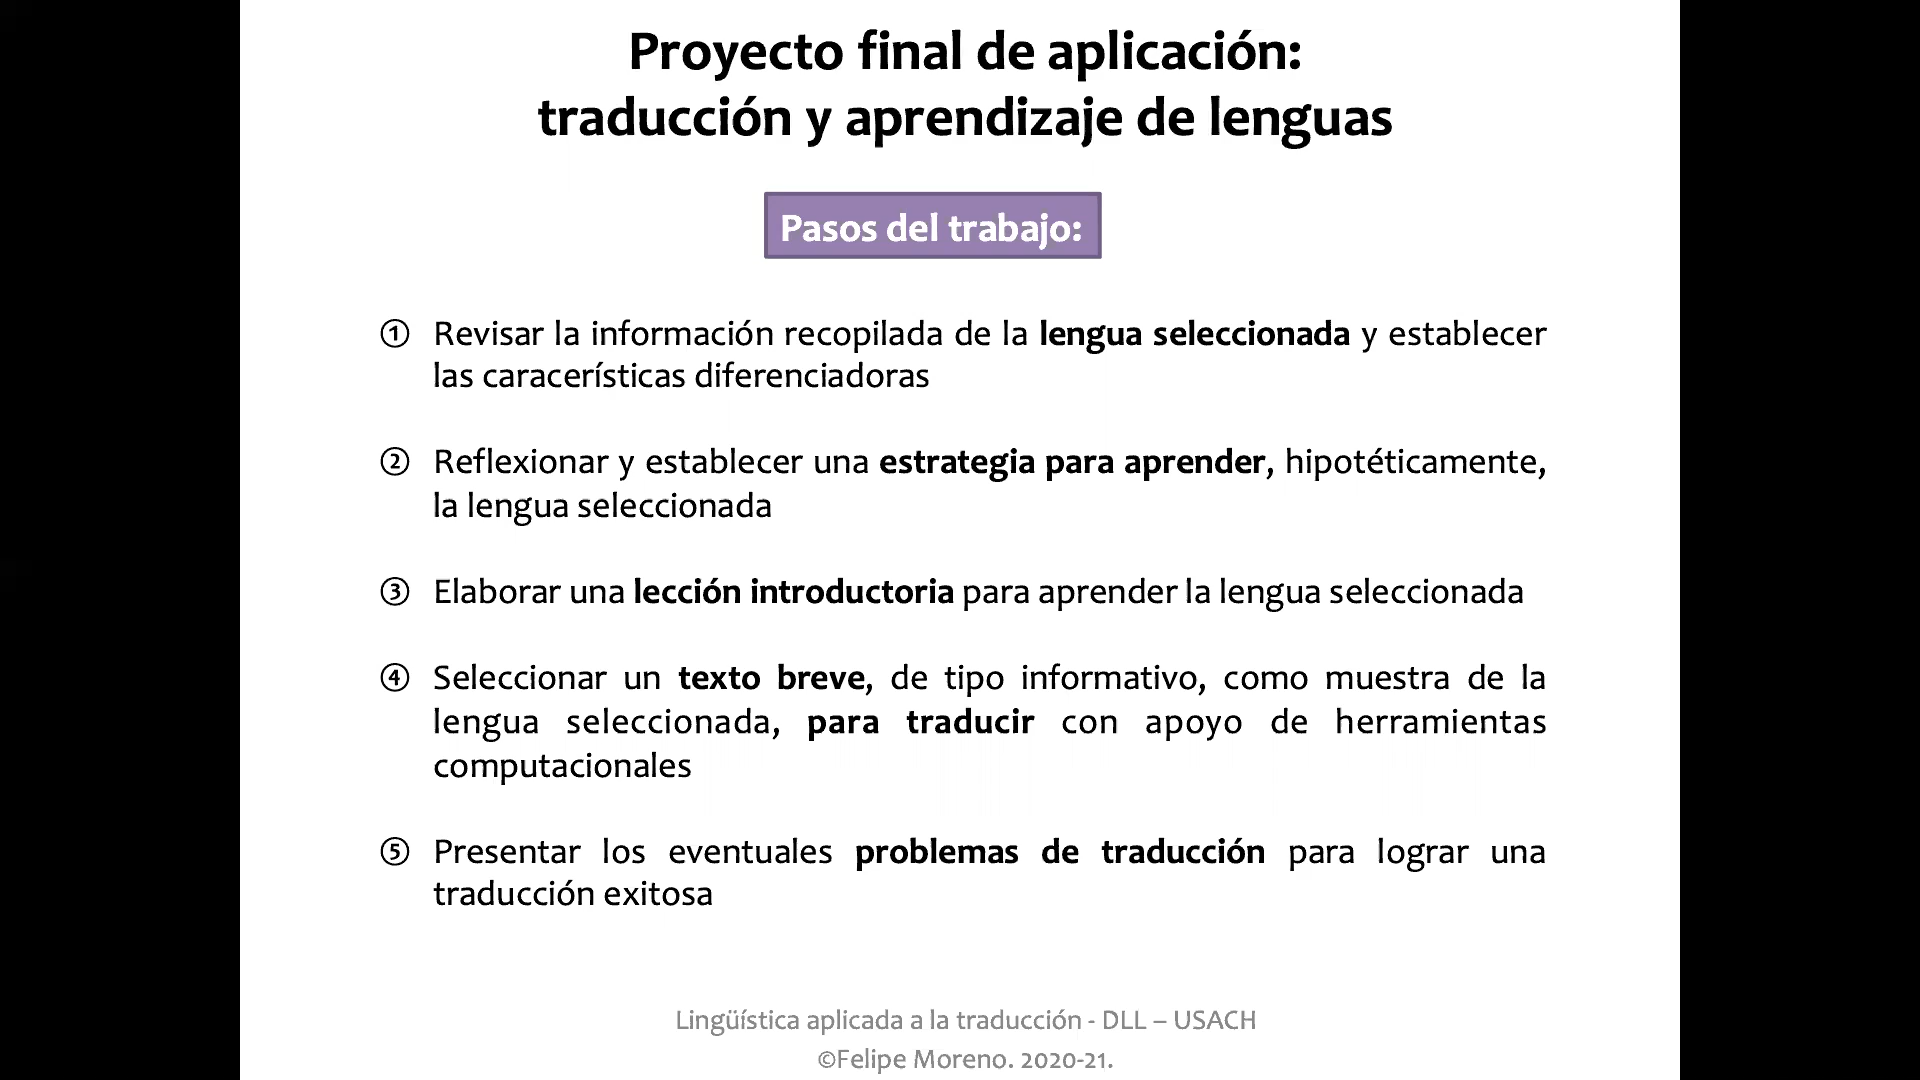 Proyecto final de aplicación:
traducción y aprendizaje de lenguas
Pasos del trabajo:
① Revisar la información recopilada de la lengua seleccionada y establecer
las caracerísticas diferenciadoras
② Reflexionar y establecer una estrategia para aprender, hipotéticamente,
la lengua seleccionada
③ Elaborar una lección introductoria para aprender la lengua seleccionada
④ Seleccionar un texto breve, de tipo informativo, como muestra de la
lengua seleccionada, para traducir con apoyo de herramientas
computacionales
⑤ Presentar los eventuales problemas de traducción para lograr una
traducción exitosa
Lingüística aplicada a la traducción - DLL – USACH
©Felipe Moreno. 2020-21.